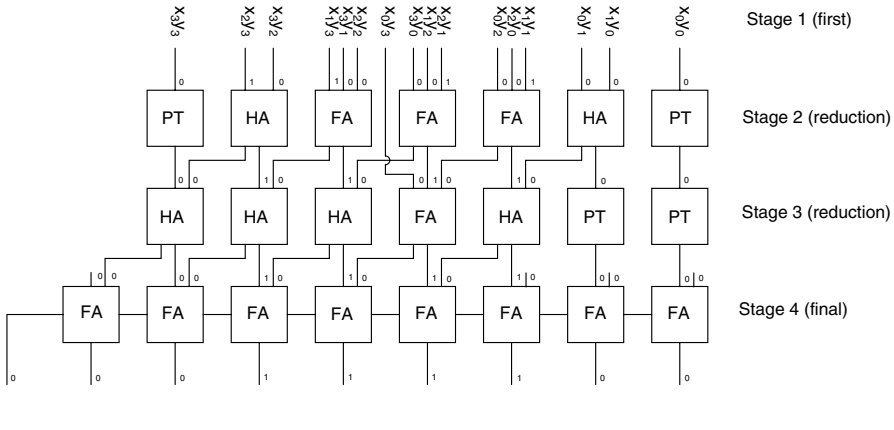 x₃y₃ x₂y₃ x₃y₂ x₁y₃ x₃y₁ x₂y₂ x₀y₃ x₃y₀ x₁y₂ x₂y₁ x₀y₂ x₂y₀ x₁y₁ x₀y₁ x₁y₀ x₀y₀ Stage 1 (first)
0 1 0 1 0 0 0 0 1 0 0 1 0 0 0
PT HA FA FA FA HA PT Stage 2 (reduction)
0 0 1 0 1 0 0 1 0 1 0 0 0
HA HA HA FA HA PT PT Stage 3 (reduction)
0 0 0 0 1 0 1 0 1 0 1 0 0 0 0 0
FA FA FA FA FA FA FA FA Stage 4 (final)
0 0 0 1 1 1 1 0 0